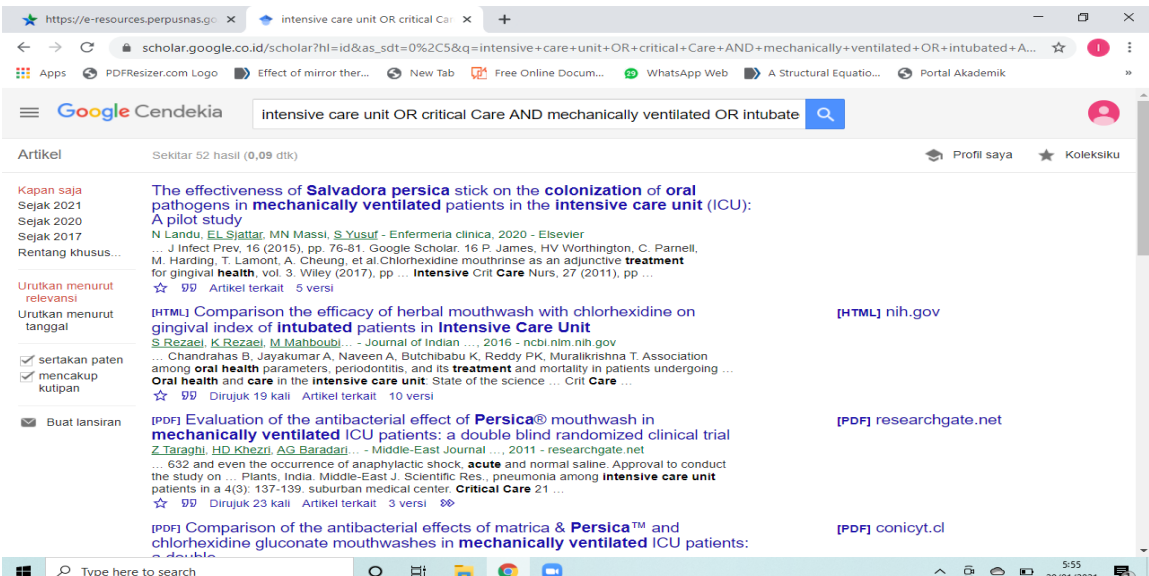 https://e-resources.perpusnas.go
intensive care unit OR critical Car
scholar.google.co.id/scholar?hl=id&as_sdt=0%2C5&q=intensive+care+unit+OR+critical+Care+AND+mechanically+ventilated+OR+intubated+A...
I
Apps PDFResizer.com Logo Effect of mirror ther... New Tab Free Online Docum... WhatsApp Web A Structural Equatio... Portal Akademik »
Google Cendekia
intensive care unit OR critical Care AND mechanically ventilated OR intubate
Artikel
Sekitar 52 hasil (0,09 dtk)
Profil saya
Koleksiku
Kapan saja
Sejak 2021
Sejak 2020
Sejak 2017
Rentang khusus...
Urutkan menurut
relevansi
Urutkan menurut
tanggal
sertakan paten
mencakup
kutipan
Buat lansiran
The effectiveness of Salvadora persica stick on the colonization of oral
pathogens in mechanically ventilated patients in the intensive care unit (ICU):
A pilot study
N Landu, EL Sjattar, MN Massi, S Yusuf - Enfermeria clinica, 2020 - Elsevier
... J Infect Prev, 16 (2015), pp. 76-81. Google Scholar. 16 P. James, HV Worthington, C. Parnell,
M. Harding, T. Lamont, A. Cheung, et al.Chlorhexidine mouthrinse as an adjunctive treatment
for gingival health, vol. 3. Wiley (2017), pp ... Intensive Crit Care Nurs, 27 (2011), pp ...
Artikel terkait 5 versi
[HTML] Comparison the efficacy of herbal mouthwash with chlorhexidine on
gingival index of intubated patients in Intensive Care Unit
S Rezaei, K Rezaei, M Mahboubi... - Journal of Indian ..., 2016 - ncbi.nlm.nih.gov
... Chandrahas B, Jayakumar A, Naveen A, Butchibabu K, Reddy PK, Muralikrishna T. Association
among oral health parameters, periodontitis, and its treatment and mortality in patients undergoing ...
Oral health and care in the intensive care unit: State of the science ... Crit Care ...
Dirujuk 19 kali Artikel terkait 10 versi
[HTML] nih.gov
[PDF] Evaluation of the antibacterial effect of Persica® mouthwash in
mechanically ventilated ICU patients: a double blind randomized clinical trial
Z Taraghi, HD Khezri, AG Baradari... - Middle-East Journal ..., 2011 - researchgate.net
... 632 and even the occurrence of anaphylactic shock, acute and normal saline. Approval to conduct
the study on ... Plants, India. Middle-East J. Scientific Res., pneumonia among intensive care unit
patients in a 4(3): 137-139. suburban medical center. Critical Care 21 ...
Dirujuk 23 kali Artikel terkait 3 versi
[PDF] researchgate.net
[PDF] Comparison of the antibacterial effects of matrica & Persica™ and
chlorhexidine gluconate mouthwashes in mechanically ventilated ICU patients:
a double
[PDF] conicyt.cl
Type here to search
5:55